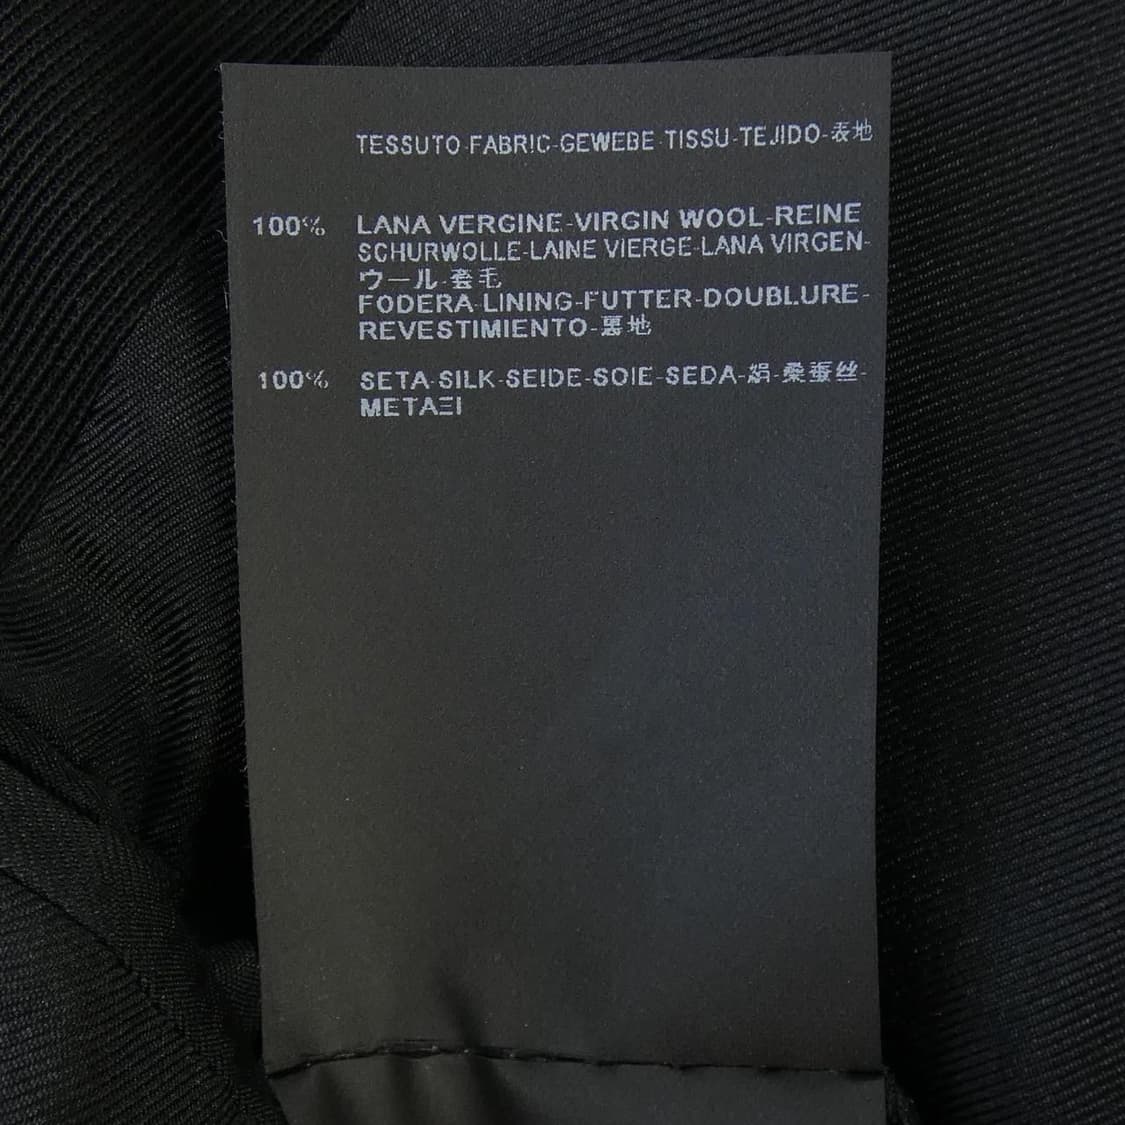 TESSUTO-FABRIC-GEWEBE-TISSU-TEJIDO-表地
100% LANA VERGINE-VIRGIN WOOL-REINE
SCHURWOLLE-LAINE VIERGE-LANA VIRGEN-
ウール-套毛
FODERA-LINING-FUTTER-DOUBLURE-
REVESTIMIENTO-裏地
100% SETA-SILK-SEIDE-SOIE-SEDA-絹-桑蚕丝-
ΜΕΤΑΞΙ